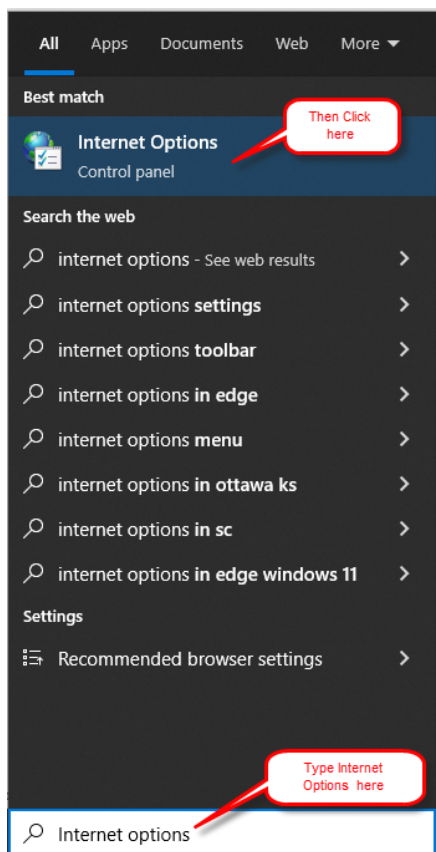 All Apps Documents Web More
Best match
Then Click
here
Internet Options
Control panel
Search the web
internet options - See web results
internet options settings
internet options toolbar
internet options in edge
internet options menu
internet options in ottawa ks
internet options in sc
internet options in edge windows 11
Settings
Recommended browser settings
Type Internet
Options here
Internet options